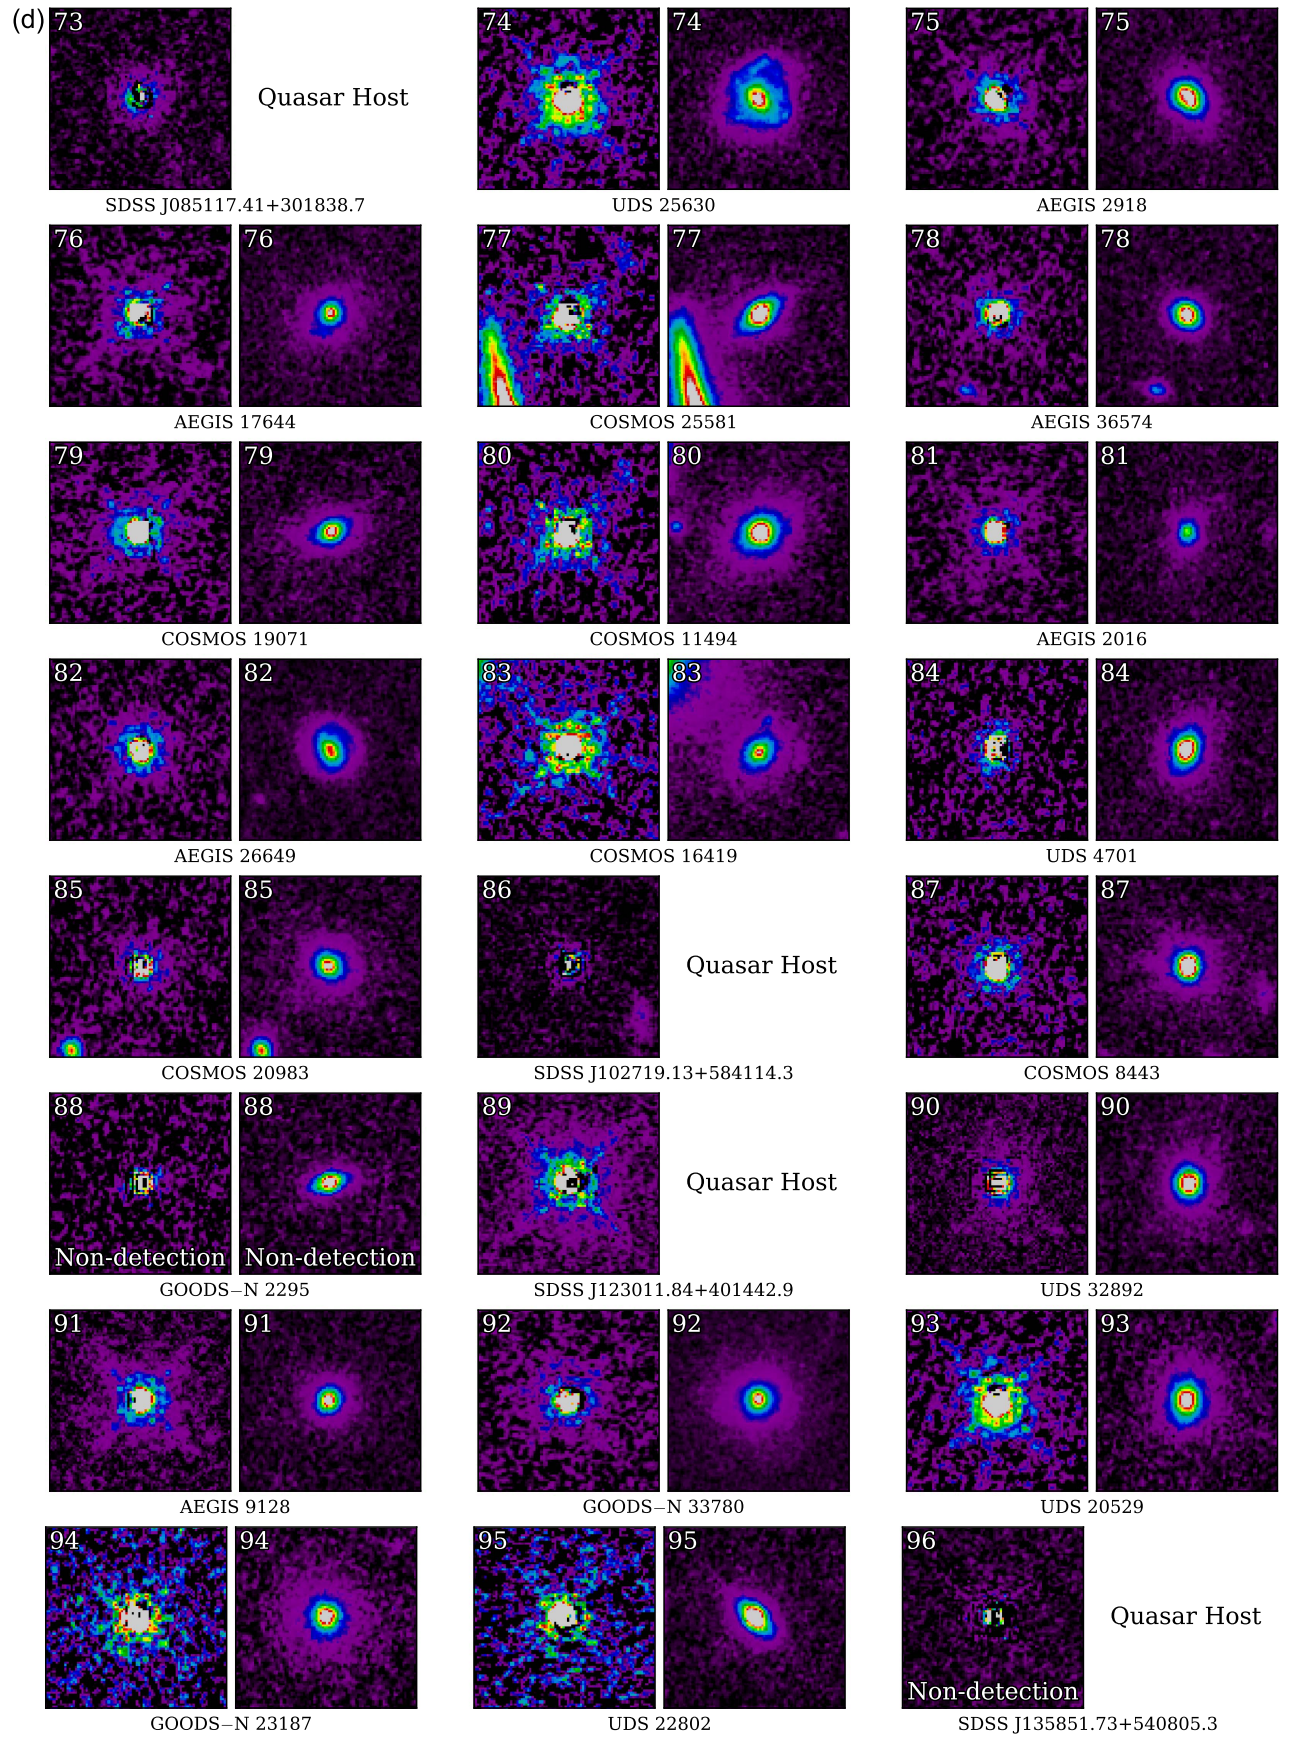 (d)
73 Quasar Host 74 74 75 75
SDSS J085117.41+301838.7 UDS 25630 AEGIS 2918
76 76 77 77 78 78
AEGIS 17644 COSMOS 25581 AEGIS 36574
79 79 80 80 81 81
COSMOS 19071 COSMOS 11494 AEGIS 2016
82 82 83 83 84 84
AEGIS 26649 COSMOS 16419 UDS 4701
85 85 86 Quasar Host 87 87
COSMOS 20983 SDSS J102719.13+584114.3 COSMOS 8443
88 88 89 Quasar Host 90 90
Non-detection Non-detection
GOODS−N 2295 SDSS J123011.84+401442.9 UDS 32892
91 91 92 92 93 93
AEGIS 9128 GOODS−N 33780 UDS 20529
94 94 95 95 96 Quasar Host
Non-detection
GOODS−N 23187 UDS 22802 SDSS J135851.73+540805.3